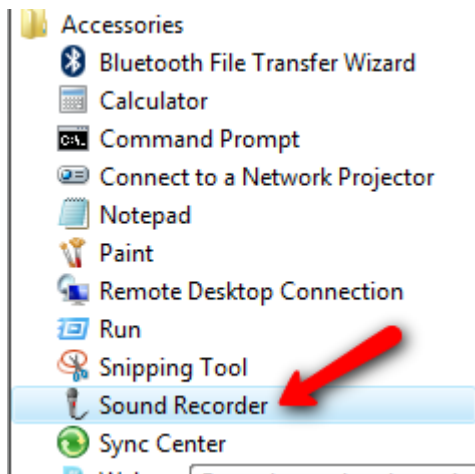 Accessories
Bluetooth File Transfer Wizard
Calculator
Command Prompt
Connect to a Network Projector
Notepad
Paint
Remote Desktop Connection
Run
Snipping Tool
Sound Recorder
Sync Center